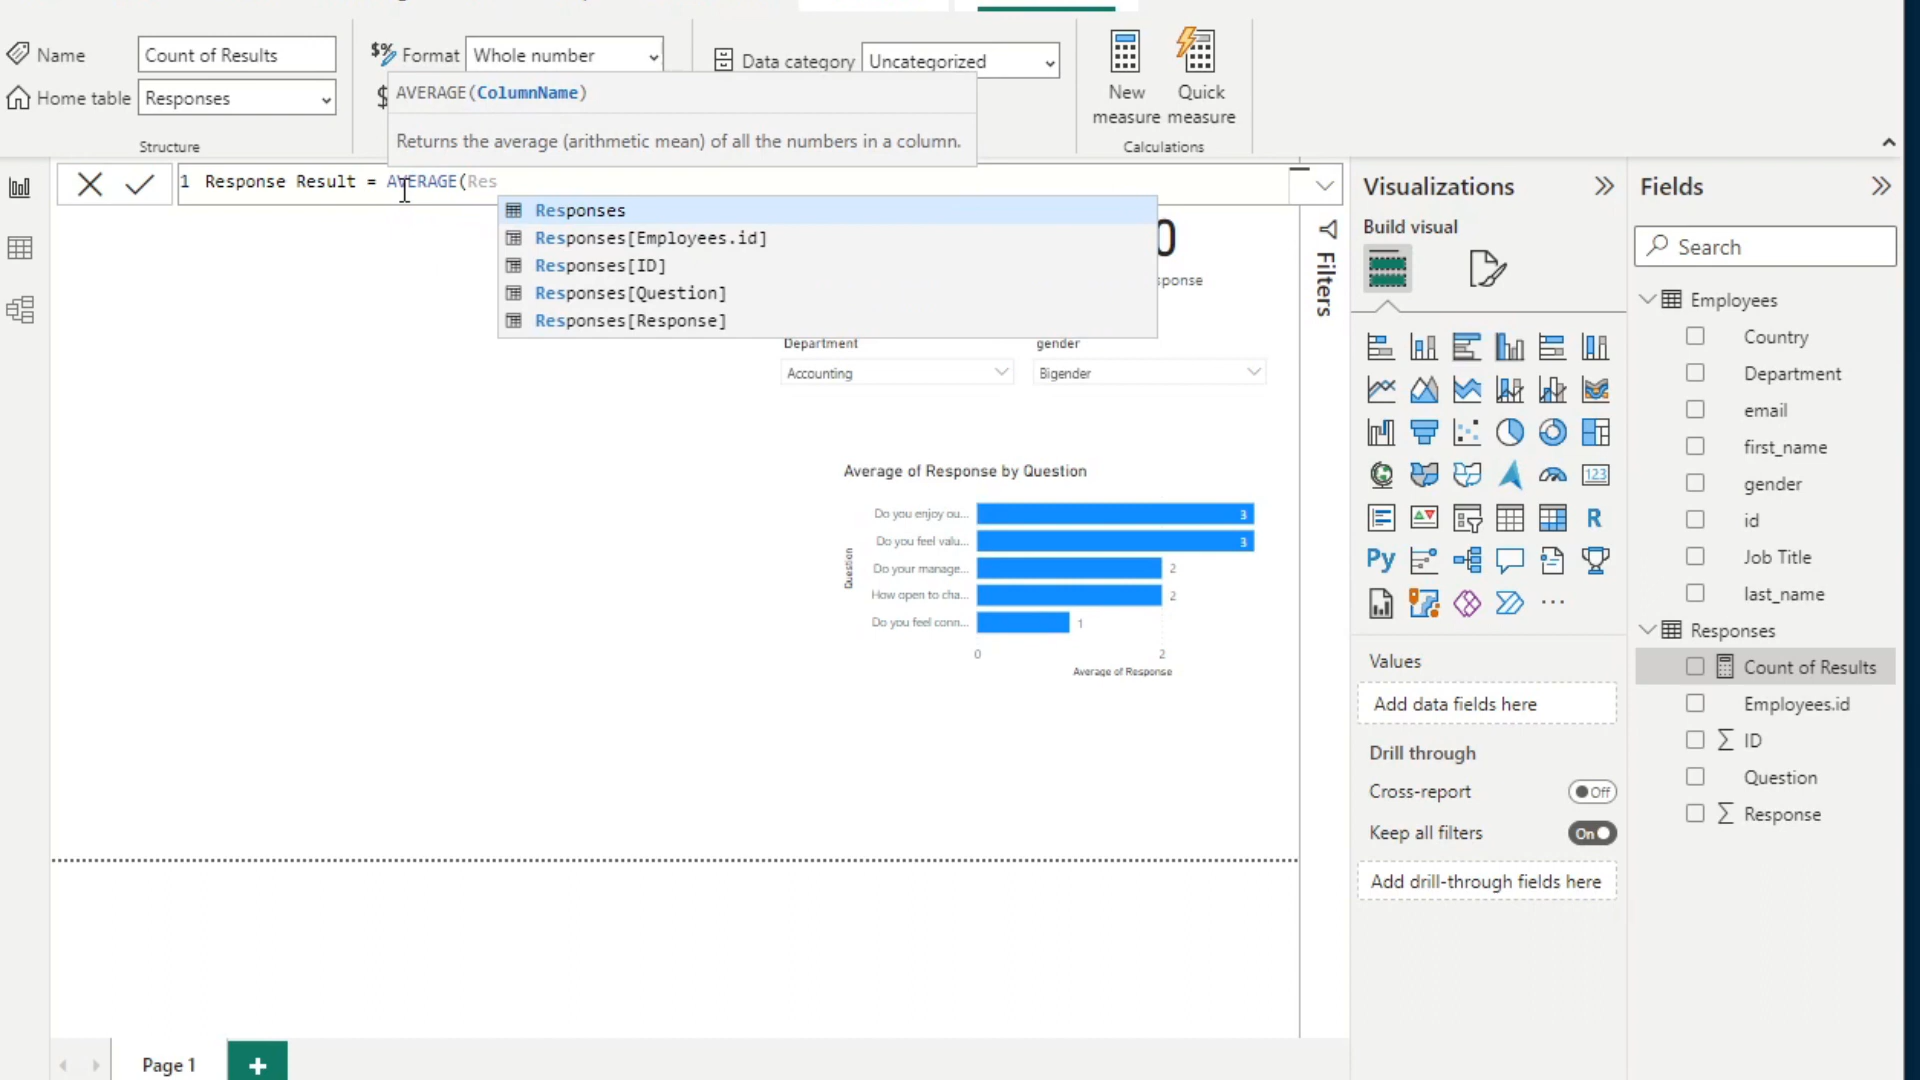 Name
Count of Results
Format
Whole number
Data category
Uncategorized
New measure
Quick measure
Home table
Responses
$
Structure
Calculations
AVERAGE(ColumnName)
Returns the average (arithmetic mean) of all the numbers in a column.
1 Response Result = AVERAGE(Res
Responses
Responses[Employees.id]
Responses[ID]
Responses[Question]
Responses[Response]
0
sponse
Department
gender
Accounting
Bigender
Average of Response by Question
Question
Do you enjoy ou... 3
Do you feel valu... 3
Do your manage... 2
How open to cha... 2
Do you feel conn... 1
0 2
Average of Response
Page 1
+
Filters
Visualizations
Build visual
123
R
Py
Values
Add data fields here
Drill through
Cross-report
Off
Keep all filters
On
Add drill-through fields here
Fields
Search
Employees
Country
Department
email
first_name
gender
id
Job Title
last_name
Responses
Count of Results
Employees.id
∑ ID
Question
∑ Response